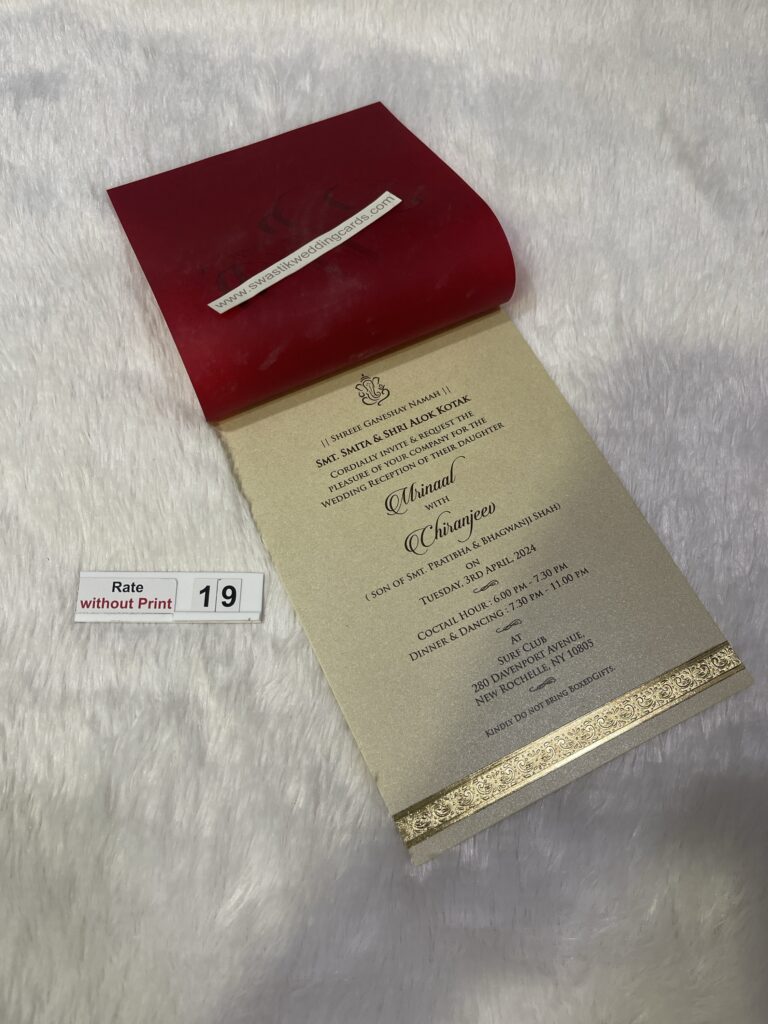 www.swastikweddingcards.com
|| Shreee Ganeshay Namah ||
Smt. Smita & Shri Alok Kotak
Cordially invite & request the
pleasure of your company for the
Wedding Reception of their daughter
Mrinaal
with
Chiranjeev
( son of Smt. Pratibha & Bhagwanji Shah)
on
Tuesday, 3rd April, 2024
Coctail Hour : 6.00 pm - 7.30 pm
Dinner & Dancing : 7.30 pm - 11.00 pm
at
Surf Club
280 Davenport Avenue,
New Rochelle, NY 10805
Kindly Do not bring BoxedGifts.
Rate
without Print
19